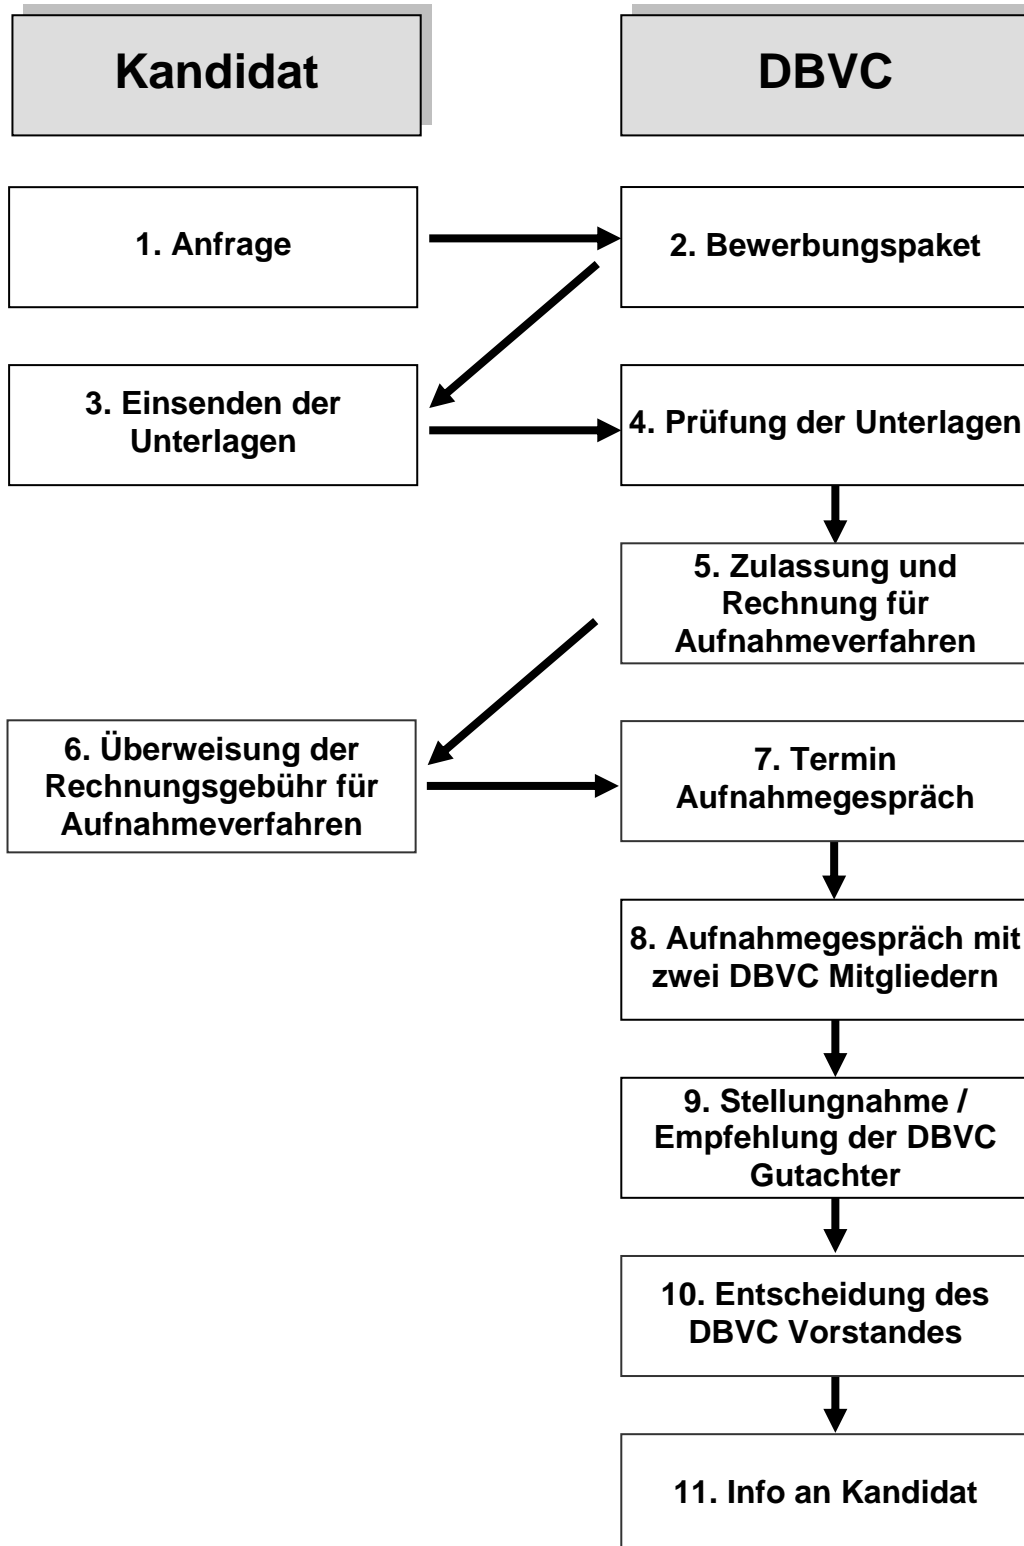 Kandidat
DBVC
1. Anfrage
2. Bewerbungspaket
3. Einsenden der
Unterlagen
4. Prüfung der Unterlagen
5. Zulassung und
Rechnung für
Aufnahmeverfahren
6. Überweisung der
Rechnungsgebühr für
Aufnahmeverfahren
7. Termin
Aufnahmegespräch
8. Aufnahmegespräch mit
zwei DBVC Mitgliedern
9. Stellungnahme /
Empfehlung der DBVC
Gutachter
10. Entscheidung des
DBVC Vorstandes
11. Info an Kandidat